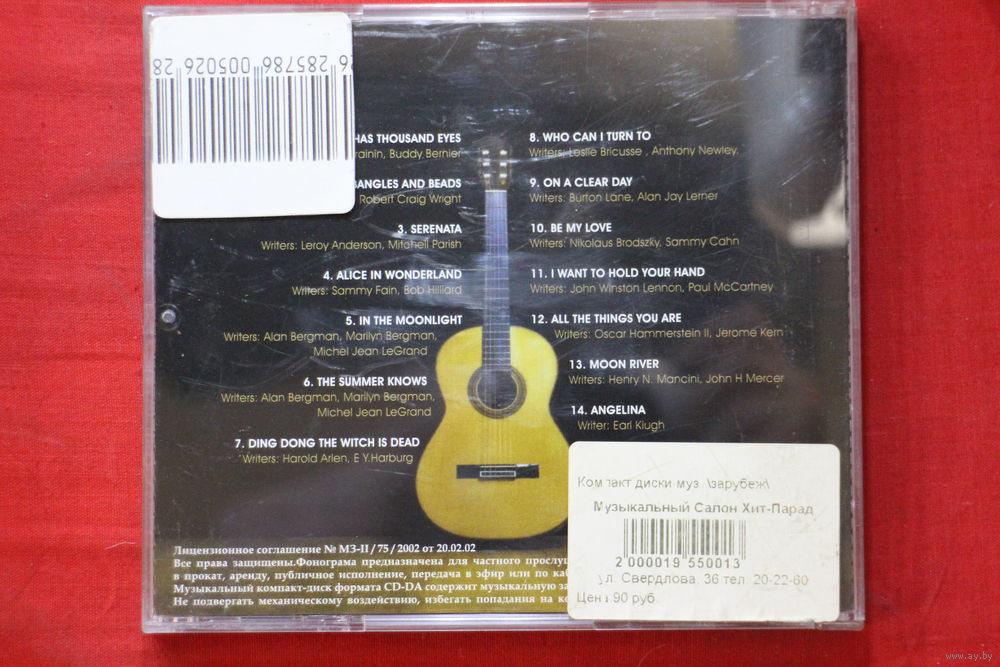 26 285786 005026 28
HAS THOUSAND EYES
rainin, Buddy Bernier
BANGLES AND BEADS
Robert Craig Wright
3. SERENATA
Writers: Leroy Anderson, Mitchell Parish
4. ALICE IN WONDERLAND
Writers: Sammy Fain, Bob Hilliard
5. IN THE MOONLIGHT
Writers: Alan Bergman, Marilyn Bergman,
Michel Jean LeGrand
6. THE SUMMER KNOWS
Writers: Alan Bergman, Marilyn Bergman,
Michel Jean LeGrand
7. DING DONG THE WITCH IS DEAD
Writers: Harold Arlen, E Y.Harburg
8. WHO CAN I TURN TO
Writers: Leslie Bricusse , Anthony Newley.
9. ON A CLEAR DAY
Writers: Burton Lane, Alan Jay Lerner
10. BE MY LOVE
Writers: Nikolaus Brodszky, Sammy Cahn
11. I WANT TO HOLD YOUR HAND
Writers: John Winston Lennon, Paul McCartney
12. ALL THE THINGS YOU ARE
Writers: Oscar Hammerstein II, Jerome Kern
13. MOON RIVER
Writers: Henry N. Mancini, John H Mercer
14. ANGELINA
Writer: Earl Klugh
Лицензионное соглашение № МЗ-II / 75 / 2002 от 20.02.02
Все права защищены.Фонограма предназначена для частного прослуш
в прокат, аренду, публичное исполнение, передача в эфир или по каб
Музыкальный компакт-диск формата CD-DA содержит музыкальную за
Не подвергать механическому воздействию, избегать попадания на ко
Компакт диски муз. \зарубеж\
Музыкальный Салон Хит-Парад
2 000019 550013
ул. Свердлова, 36 тел. 20-22-60
Цена:90 руб.
www.ay.by